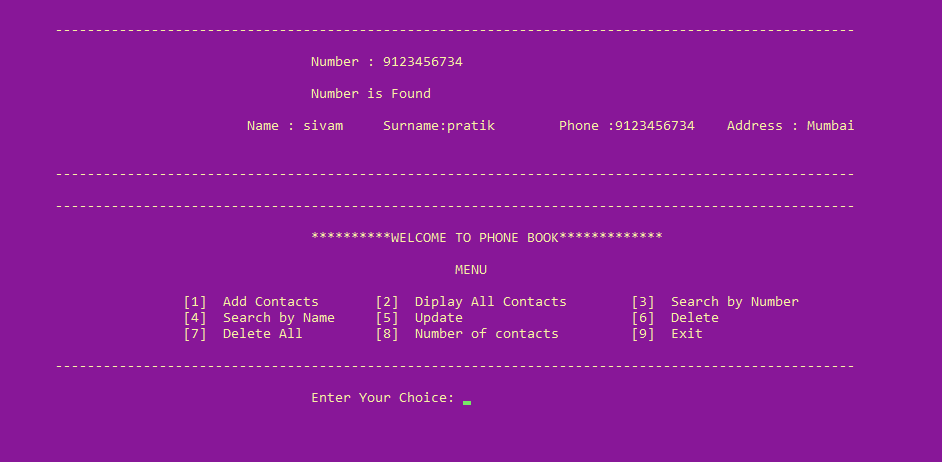 ----------------------------------------------------------------------------------------------------
Number : 9123456734
Number is Found
Name : sivam     Surname:pratik        Phone :9123456734    Address : Mumbai
----------------------------------------------------------------------------------------------------
----------------------------------------------------------------------------------------------------
**********WELCOME TO PHONE BOOK*************
MENU
[1]  Add Contacts       [2]  Diplay All Contacts        [3]  Search by Number
[4]  Search by Name     [5]  Update                     [6]  Delete
[7]  Delete All         [8]  Number of contacts         [9]  Exit
----------------------------------------------------------------------------------------------------
Enter Your Choice: